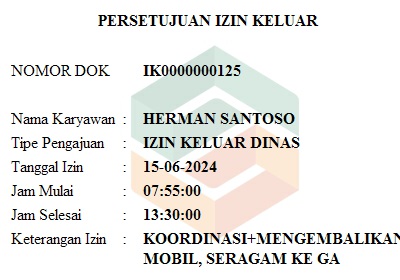 PERSETUJUAN IZIN KELUAR
NOMOR DOK IK0000000125
Nama Karyawan : HERMAN SANTOSO
Tipe Pengajuan : IZIN KELUAR DINAS
Tanggal Izin : 15-06-2024
Jam Mulai : 07:55:00
Jam Selesai : 13:30:00
Keterangan Izin : KOORDINASI+MENGEMBALIKAN
MOBIL, SERAGAM KE GA